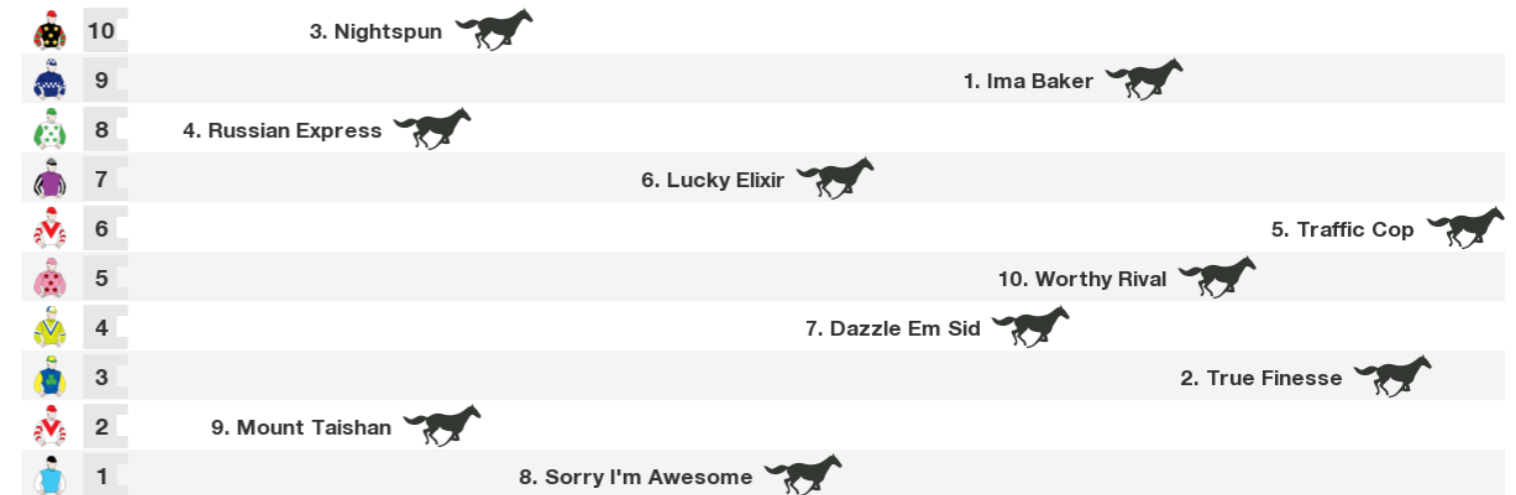 10 3. Nightspun
9 1. Ima Baker
8 4. Russian Express
7 6. Lucky Elixir
6 5. Traffic Cop
5 10. Worthy Rival
4 7. Dazzle Em Sid
3 2. True Finesse
2 9. Mount Taishan
1 8. Sorry I'm Awesome